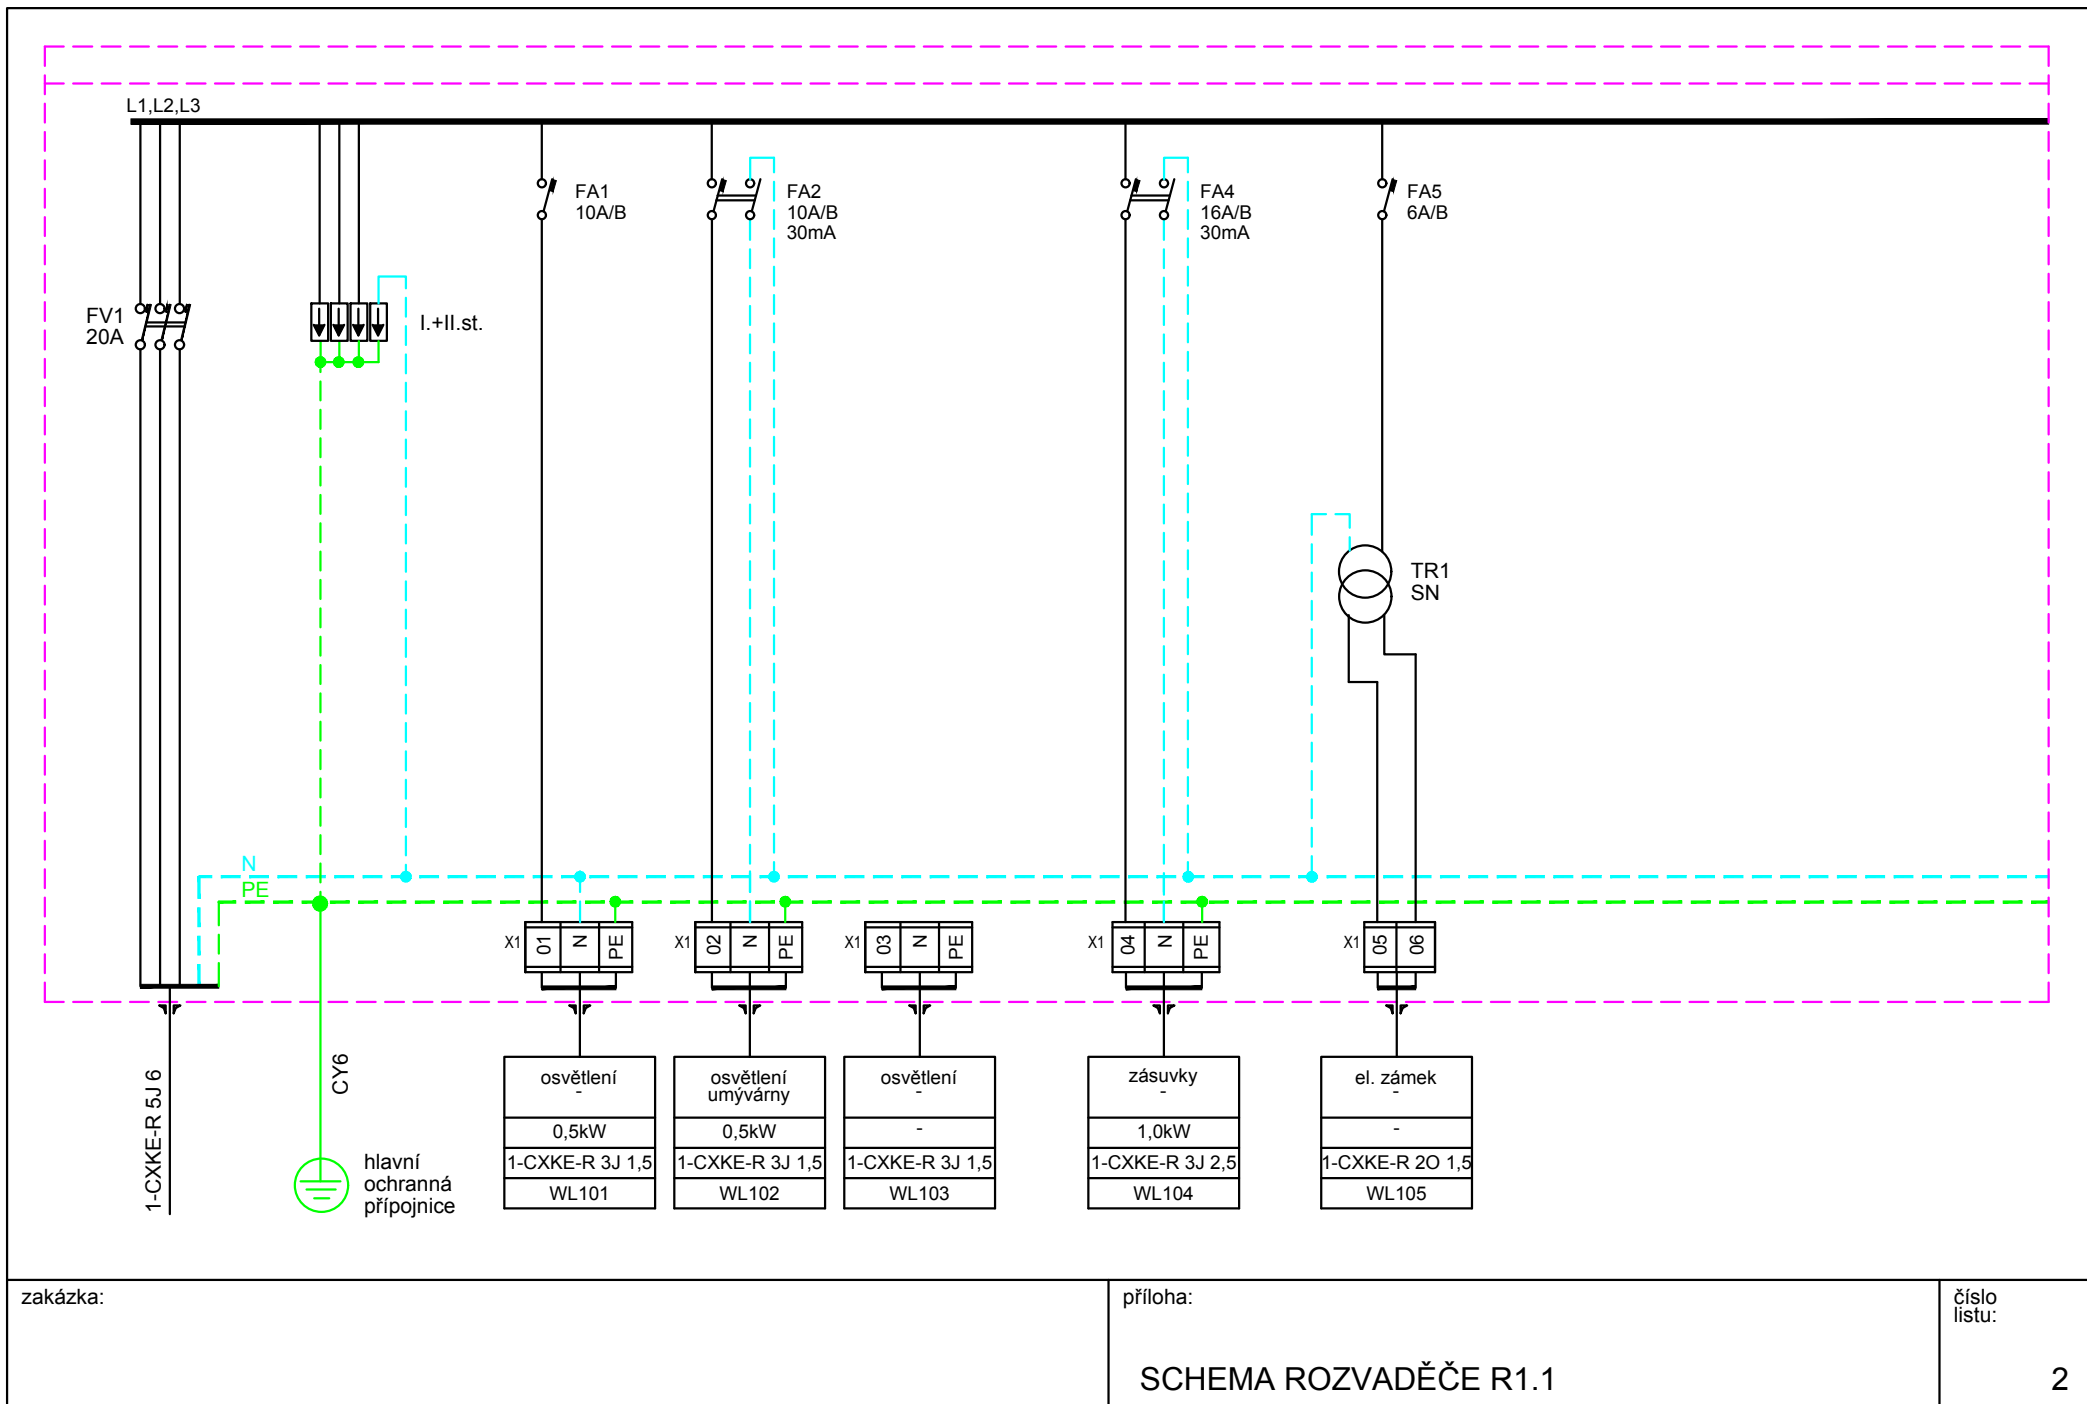 L1,L2,L3
FV1
20A
I.+II.st.
FA1
10A/B
FA2
10A/B
30mA
FA4
16A/B
30mA
FA5
6A/B
TR1
SN
N
PE
X1 01 N PE
X1 02 N PE
X1 03 N PE
X1 04 N PE
X1 05 06
1-CXKE-R 5J 6
CY6
hlavní
ochranná
přípojnice
osvětlení
-
0,5kW
1-CXKE-R 3J 1,5
WL101
osvětlení
umývárny
0,5kW
1-CXKE-R 3J 1,5
WL102
osvětlení
-
-
1-CXKE-R 3J 1,5
WL103
zásuvky
-
1,0kW
1-CXKE-R 3J 2,5
WL104
el. zámek
-
-
1-CXKE-R 2O 1,5
WL105
zakázka:
příloha:
SCHEMA ROZVADĚČE R1.1
číslo
listu:
2